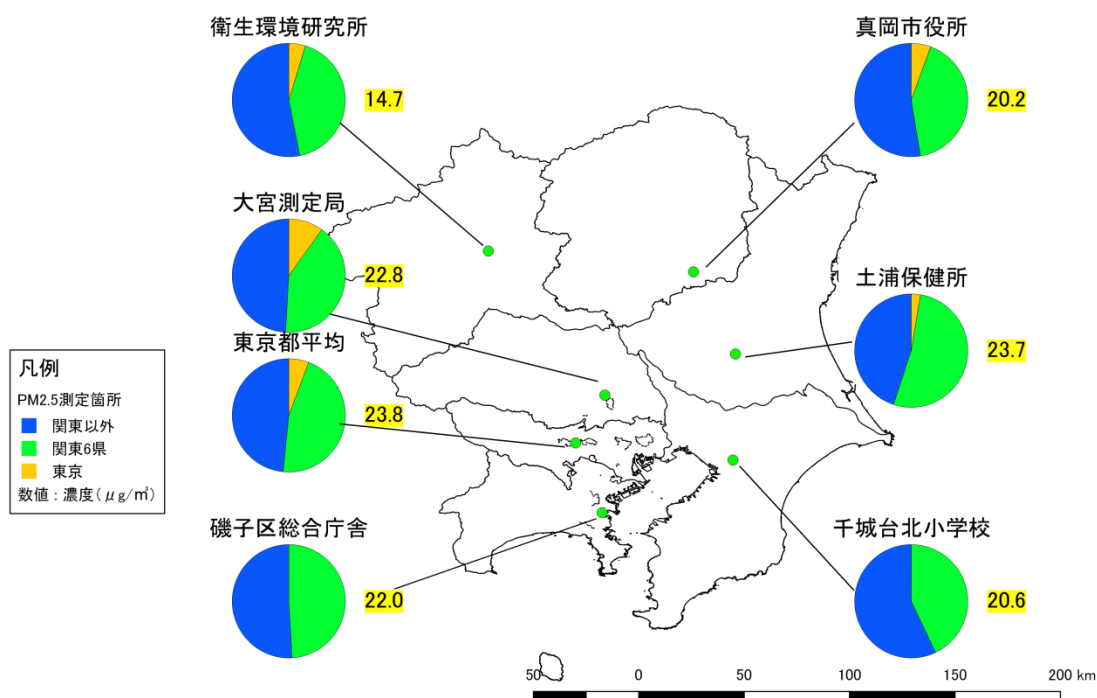 衛生環境研究所
14.7
真岡市役所
20.2
大宮測定局
22.8
土浦保健所
23.7
東京都平均
23.8
凡例
PM2.5測定箇所
関東以外
関東6県
東京
数値：濃度(μg/㎥)
磯子区総合庁舎
22.0
千城台北小学校
20.6
50 0 50 100 150 200 km